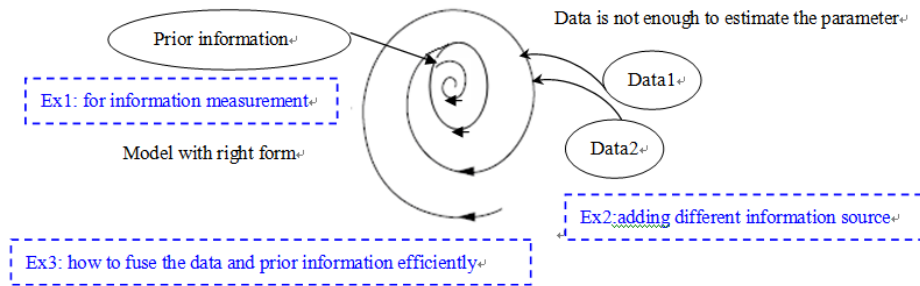 Data is not enough to estimate the parameter
Prior information
Data1
Ex1: for information measurement
Model with right form
Data2
Ex2:adding different information source
Ex3: how to fuse the data and prior information efficiently